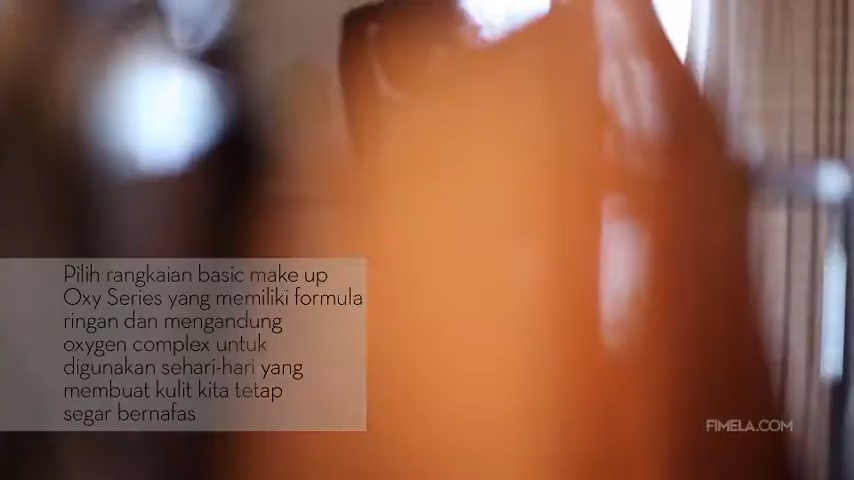 Pilih rangkaian basic make up
Oxy Series yang memiliki formula
ringan dan mengandung
oxygen complex untuk
digunakan sehari-hari yang
membuat kulit kita tetap
segar bernafas
FIMELA.COM